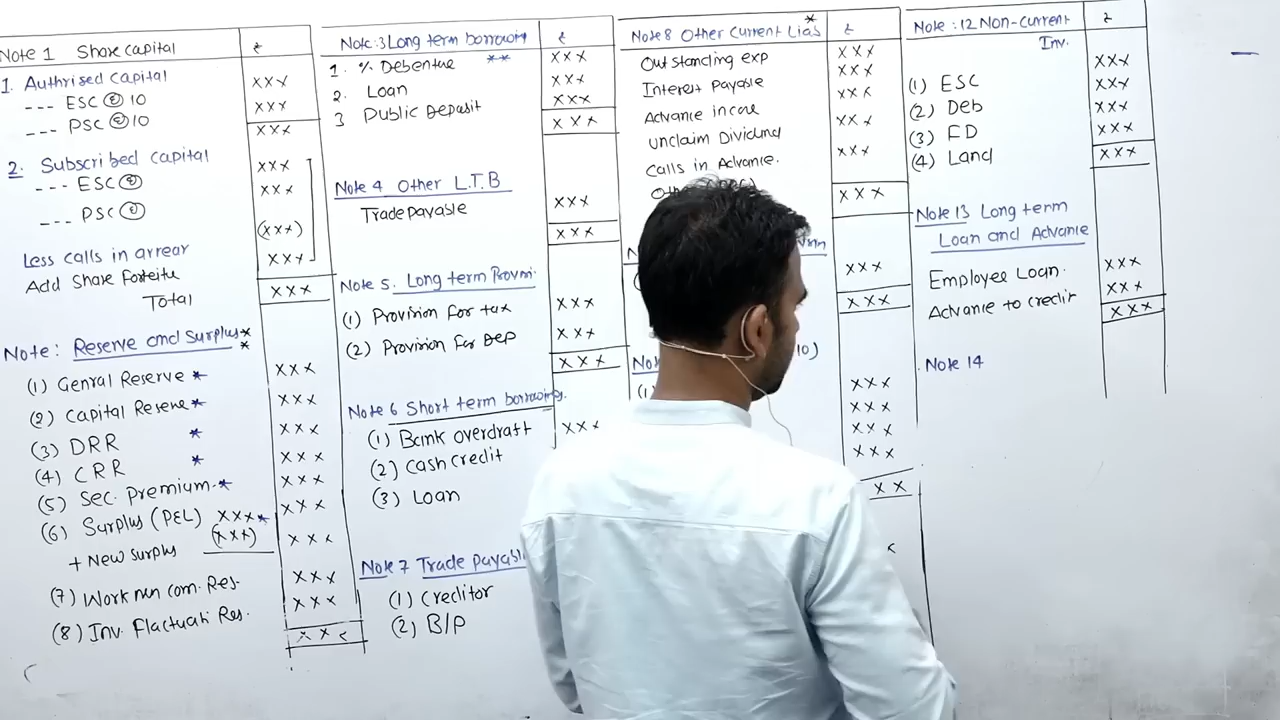 Note 1 Share capital ₹
1. Authrised capital xxx
--- ESC @ 10 xxx
--- PSC @ 10
xxx
2. Subscribed capital xxx
--- ESC @ xxx
--- PSC @
(xxx)
Less calls in arrear xxx
Add Share Forfeite
Total xxx
Note: Reserve and Surplus **
(1) Genral Reserve * xxx
(2) Capital Reserve * xxx
(3) DRR * xxx
(4) CRR * xxx
(5) Sec. Premium * xxx
(6) Surplus (P&L) xxx * xxx
(xxx)
+ New surplus xxx
(7) Work men com. Res. xxx
(8) Inv. Flactuati Res. xxx
xxx
Note:3 Long term borrowing ₹
1. % Debentue ** xxx
2. Loan xxx
3 Public Deposit xxx
xxx
Note 4 Other L.T.B
Trade Payable xxx
xxx
Note 5. Long term Provisn.
(1) Provision for tax xxx
(2) Provision for DEP xxx
xxx
Note 6 Short term borrowing.
(1) Bank overdraft xxx
(2) Cash credit
(3) Loan
Note 7 Trade payabl
(1) Creditor
(2) B/P
Note 8 Other Current Liab * ₹
Outstanding exp xxx
Interest Payable xxx
Advance income xxx
unclaim Dividend xxx
Calls in Advance. xxx
xxx
xxx
xxx
10)
(1)
xxx
xxx
xxx
xxx
xx
Note :12 Non-current ₹
Inv.
(1) ESC xxx
(2) Deb xxx
(3) FD xxx
(4) Land xxx
xxx
Note 13 Long term
Loan and Advance
Employee Loan. xxx
Advance to credit xxx
xxx
Note 14